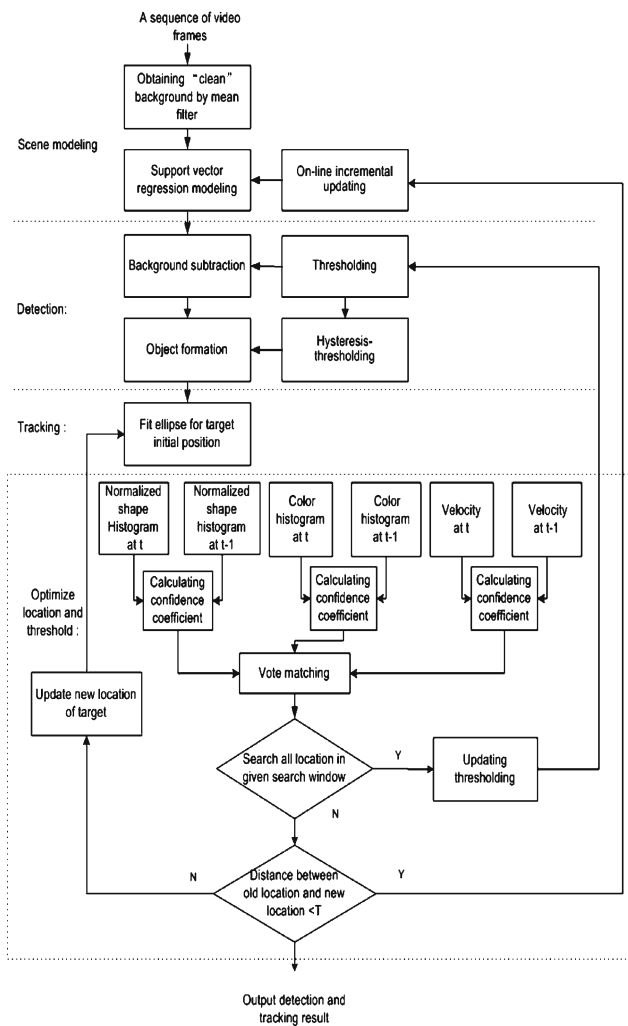 A sequence of video
frames
Obtaining “clean”
background by mean
filter
Scene modeling
Support vector
regression modeling
On-line incremental
updating
Background subtraction
Thresholding
Detection:
Object formation
Hysteresis-
thresholding
Tracking :
Fit ellipse for target
initial position
Normalized
shape
Histogram
at t
Normalized
shape
histogram
at t-1
Color
histogram
at t
Color
histogram
at t-1
Velocity
at t
Velocity
at t-1
Optimize
location and
threshold :
Calculating
confidence
coefficient
Calculating
confidence
coefficient
Calculating
confidence
coefficient
Vote matching
Update new location
of target
Search all location in
given search window
Y
Updating
thresholding
N
N
Distance between
old location and new
location <T
Y
Output detection and
tracking result